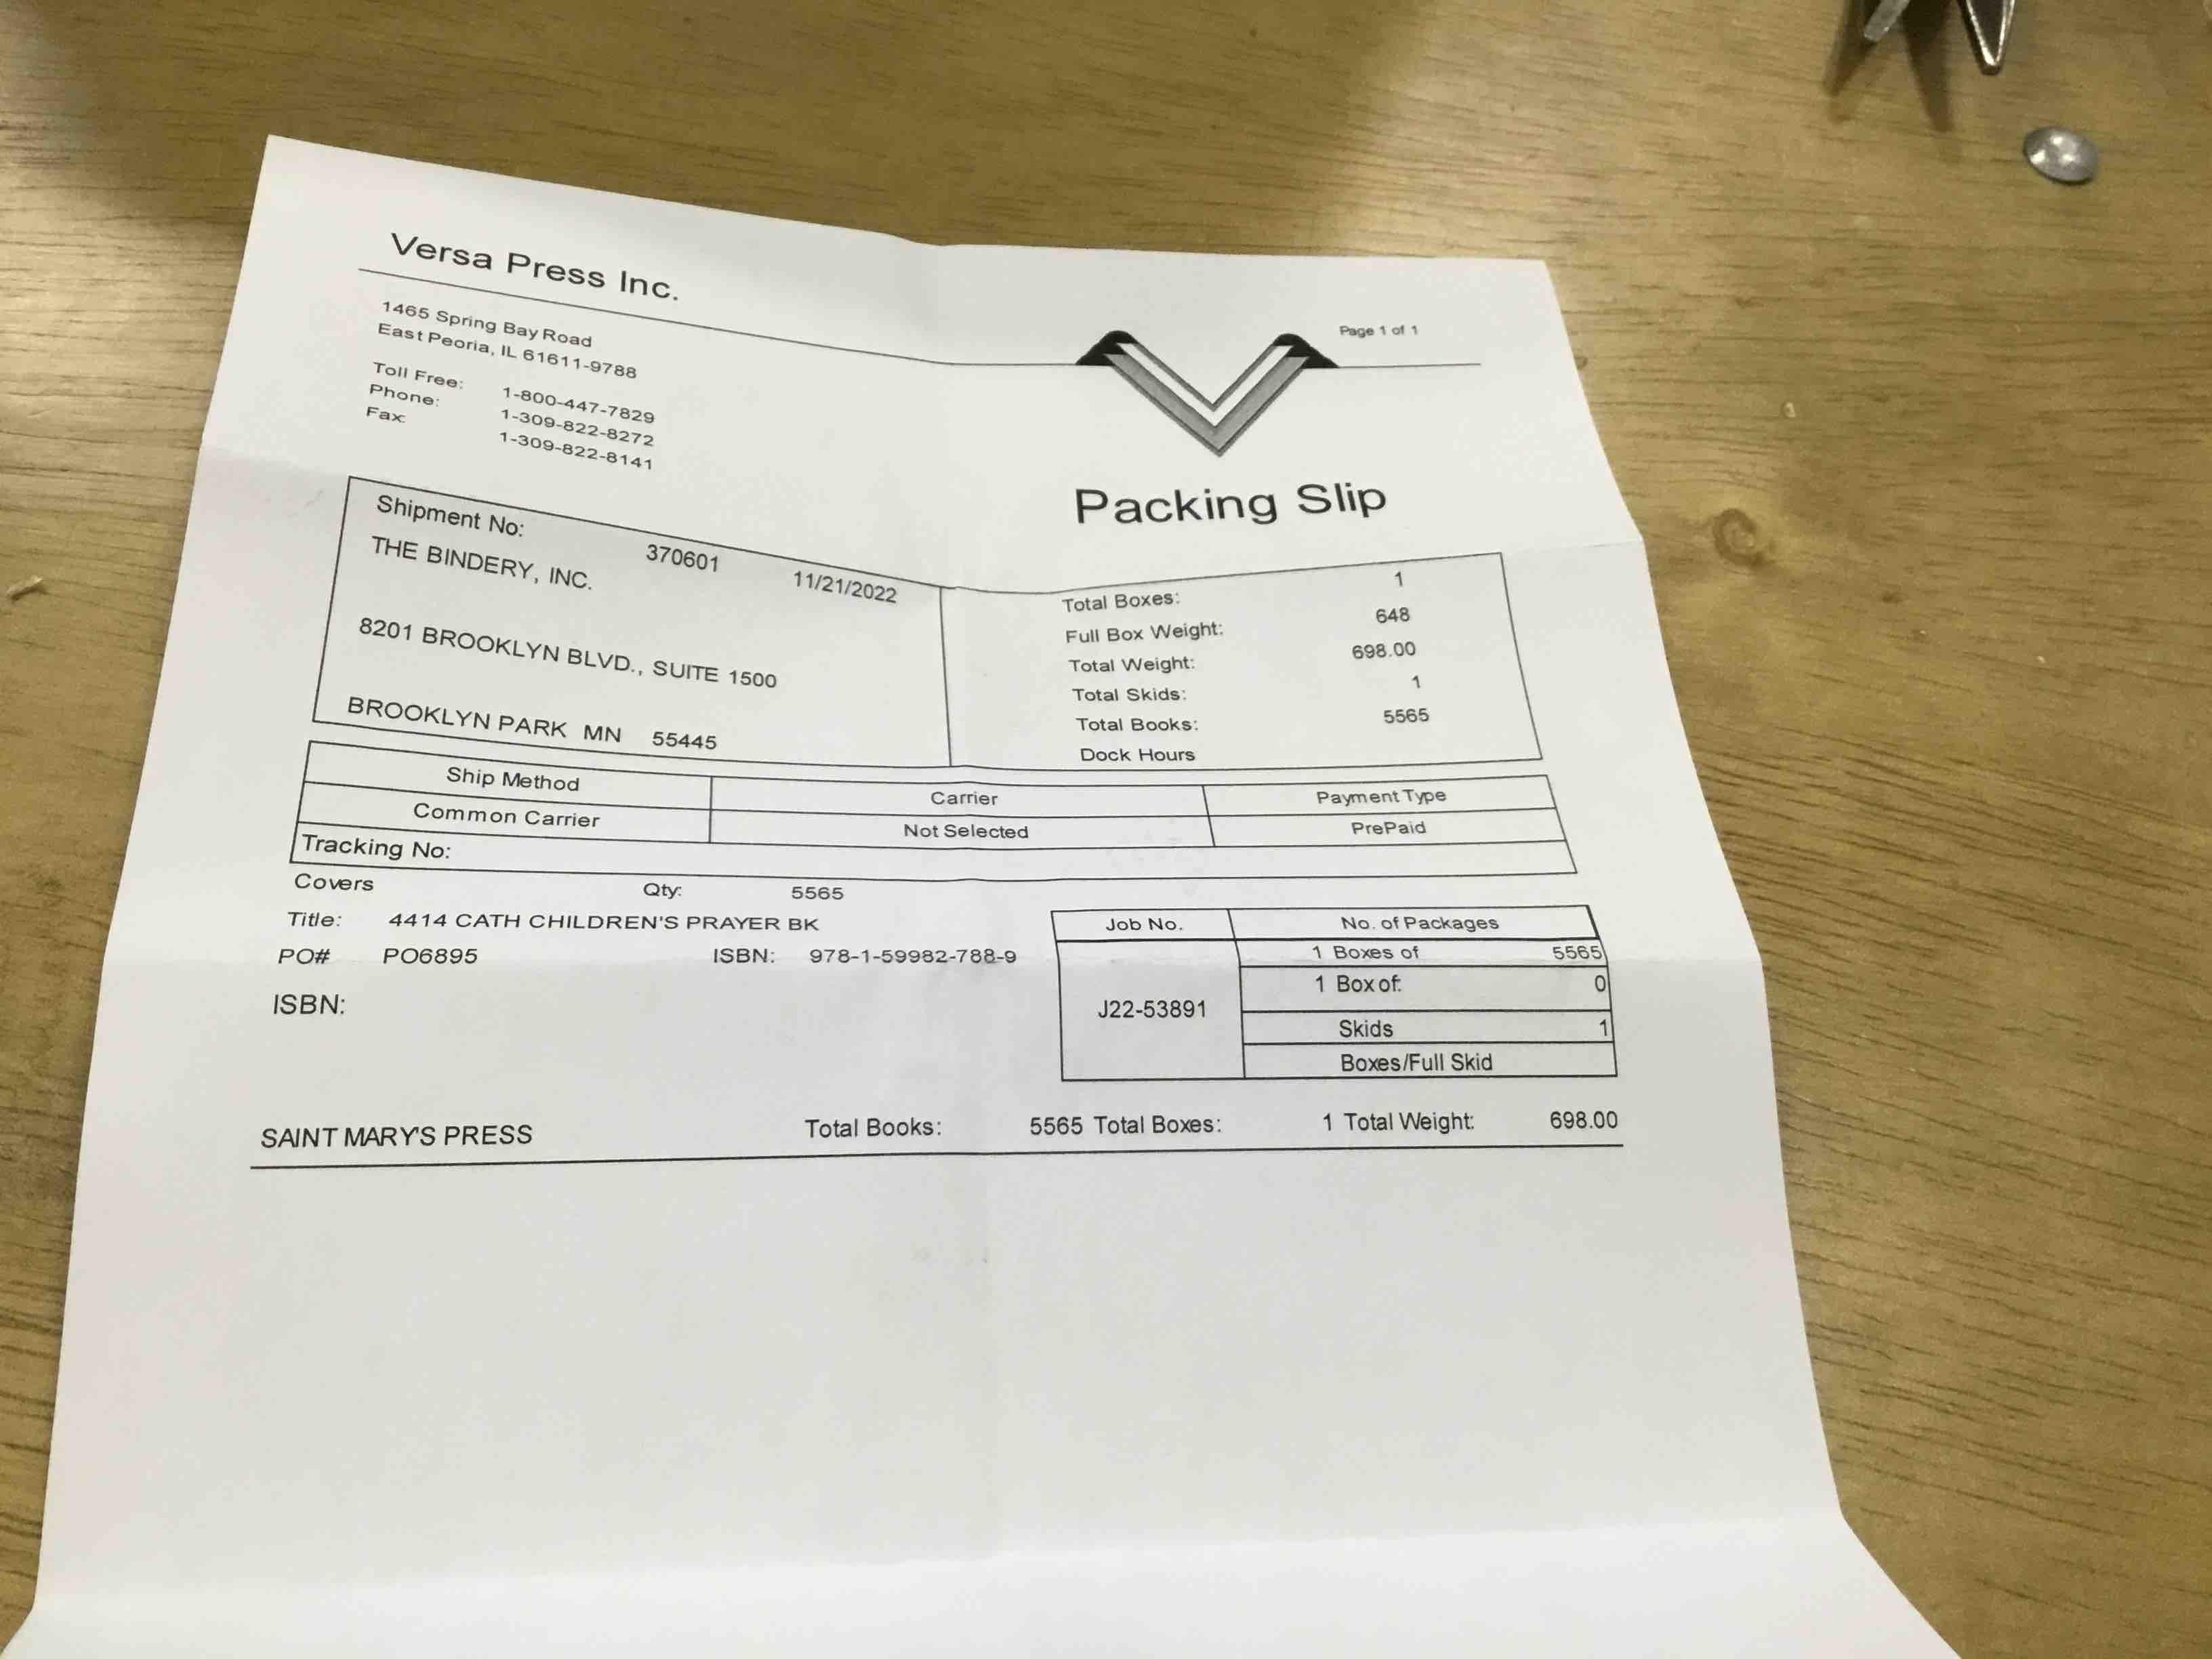 Versa Press Inc.
1465 Spring Bay Road
East Peoria, IL 61611-9788
Toll Free: 1-800-447-7829
Phone: 1-309-822-8272
Fax: 1-309-822-8141
Page 1 of 1
Packing Slip
Shipment No: 370601 11/21/2022
THE BINDERY, INC.
8201 BROOKLYN BLVD., SUITE 1500
BROOKLYN PARK MN 55445
Total Boxes: 1
Full Box Weight: 648
Total Weight: 698.00
Total Skids: 1
Total Books: 5565
Dock Hours
Ship Method Carrier Payment Type
Common Carrier Not Selected PrePaid
Tracking No:
Covers Qty: 5565
Title: 4414 CATH CHILDREN'S PRAYER BK
PO# PO6895 ISBN: 978-1-59982-788-9
ISBN:
Job No. No. of Packages
J22-53891
1 Boxes of 5565
1 Box of: 0
Skids 1
Boxes/Full Skid
SAINT MARY'S PRESS Total Books: 5565 Total Boxes: 1 Total Weight: 698.00